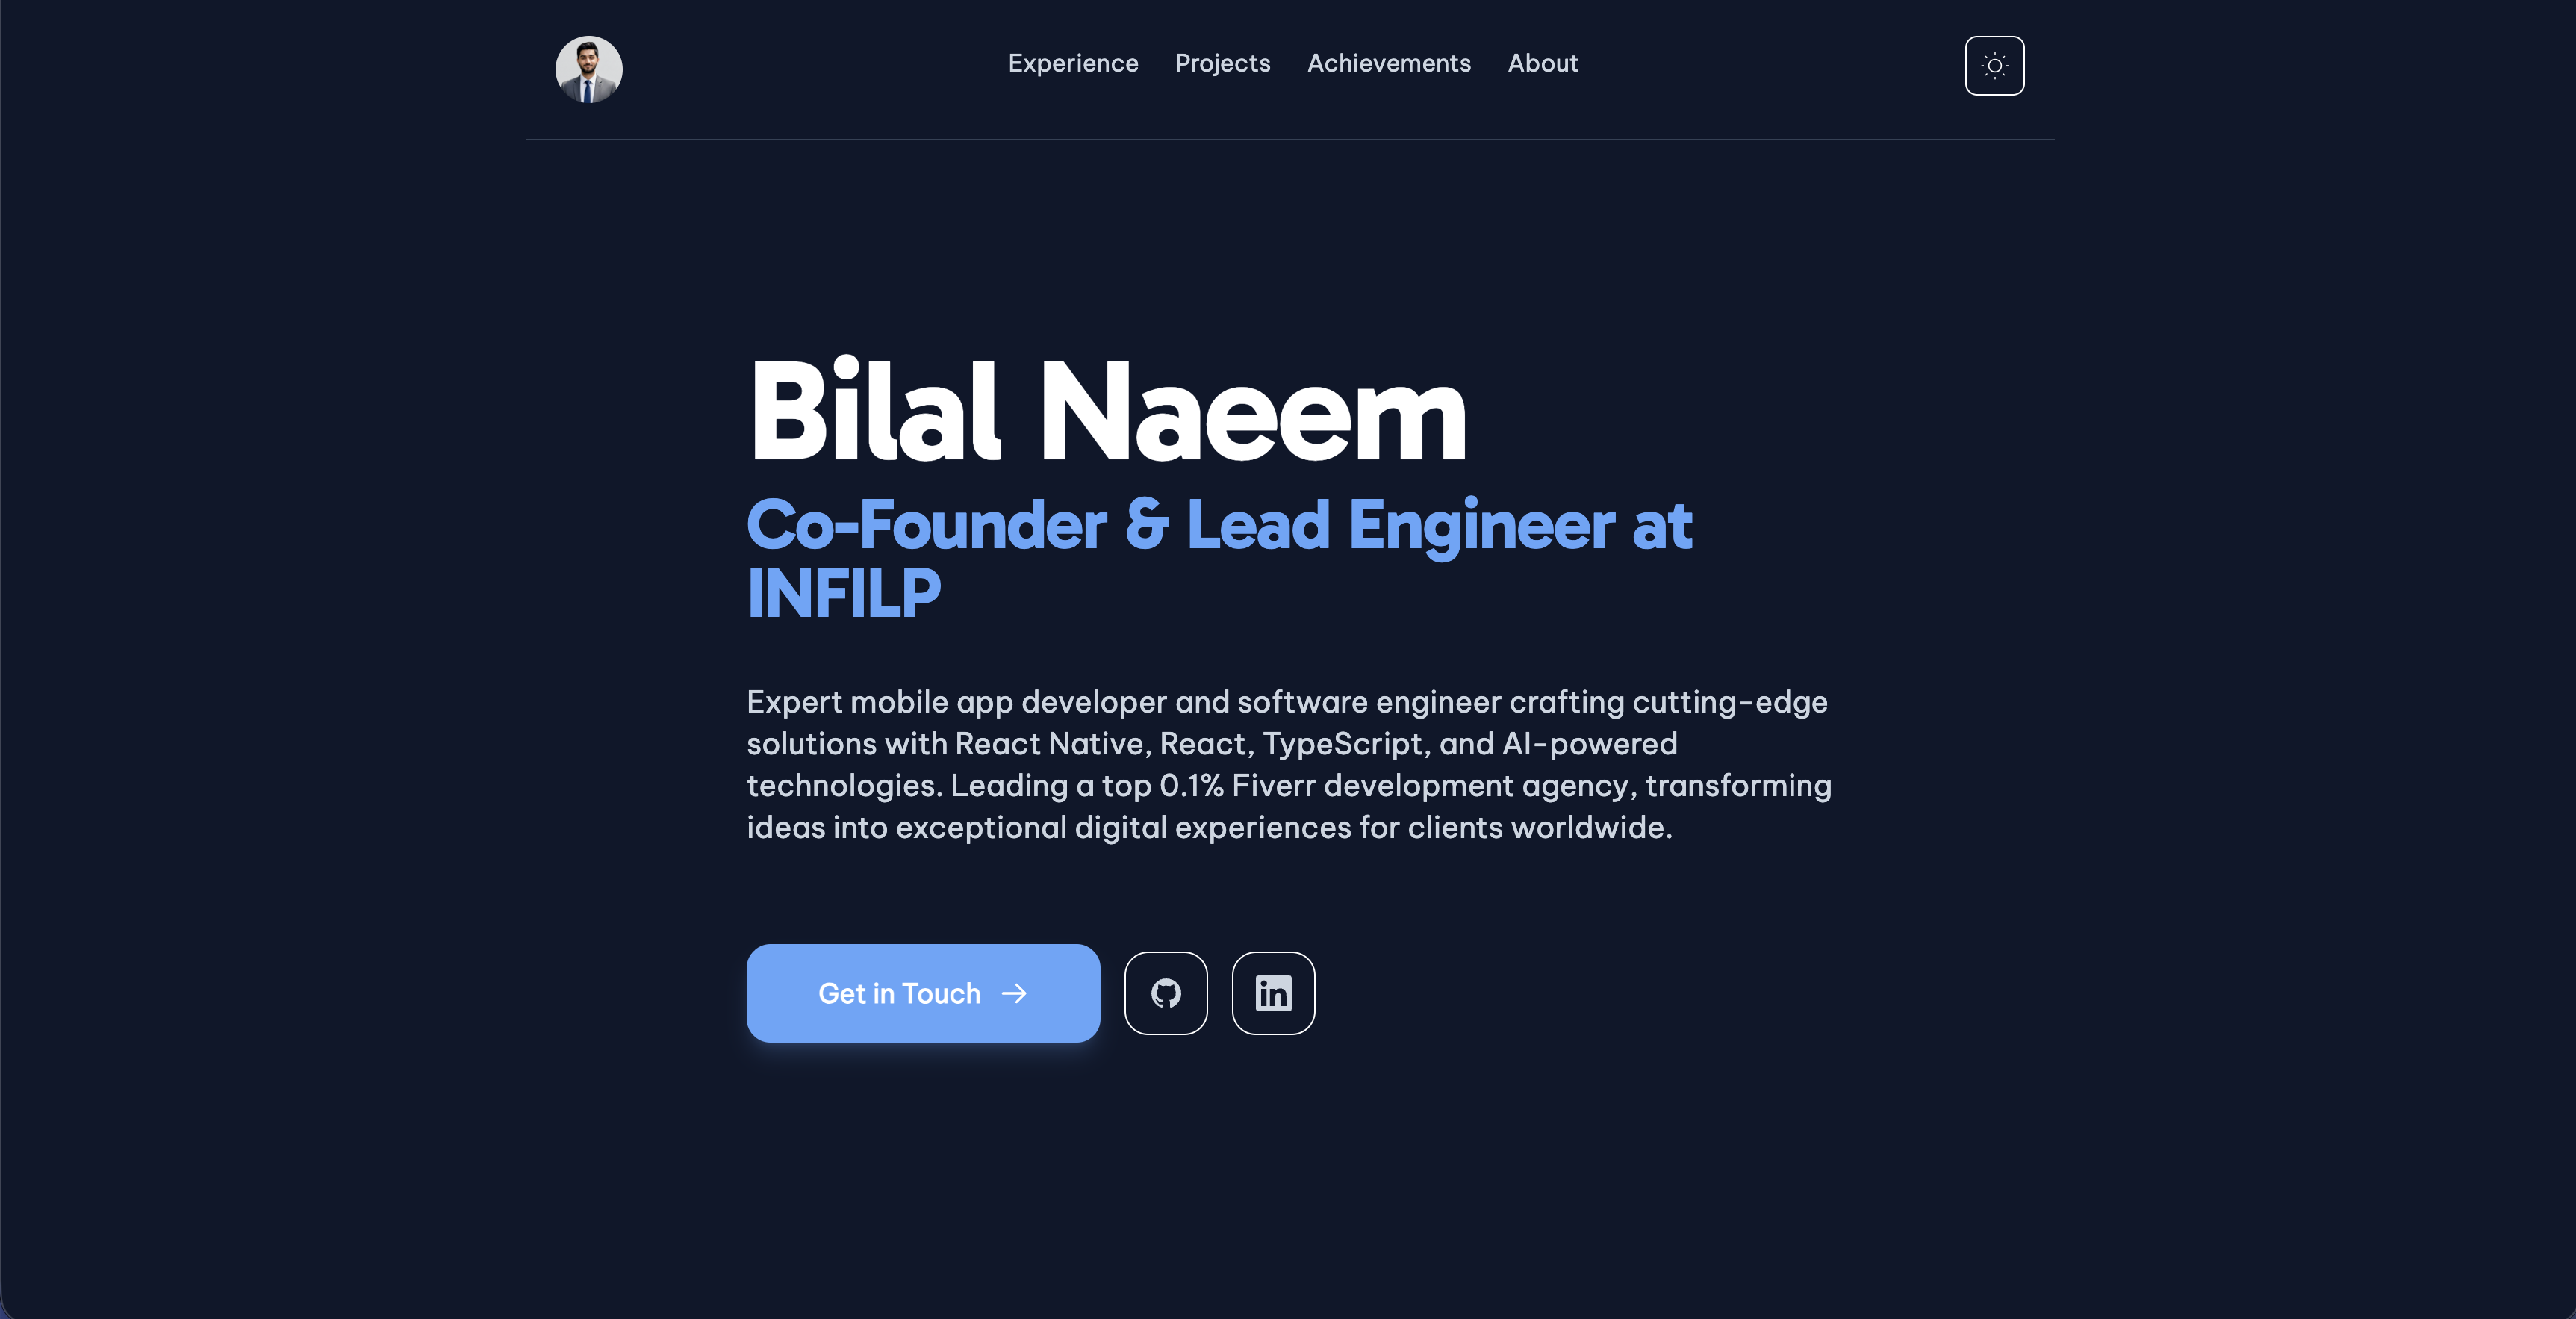 Experience Projects Achievements About
Bilal Naeem
Co-Founder & Lead Engineer at
INFILP
Expert mobile app developer and software engineer crafting cutting-edge
solutions with React Native, React, TypeScript, and AI-powered
technologies. Leading a top 0.1% Fiverr development agency, transforming
ideas into exceptional digital experiences for clients worldwide.
Get in Touch →
in